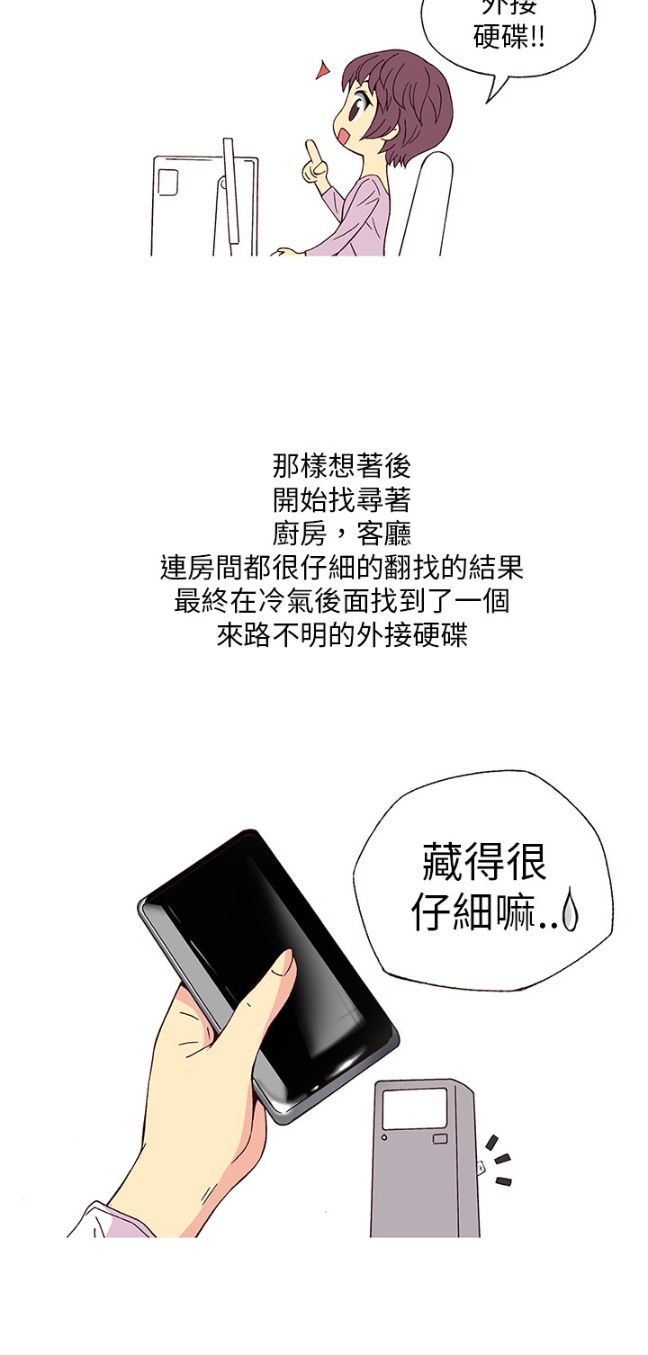 外接
硬碟!!
那樣想著後
開始找尋著
廚房，客廳
連房間都很仔細的翻找的結果
最終在冷氣後面找到了一個
來路不明的外接硬碟
藏得很
仔細嘛..